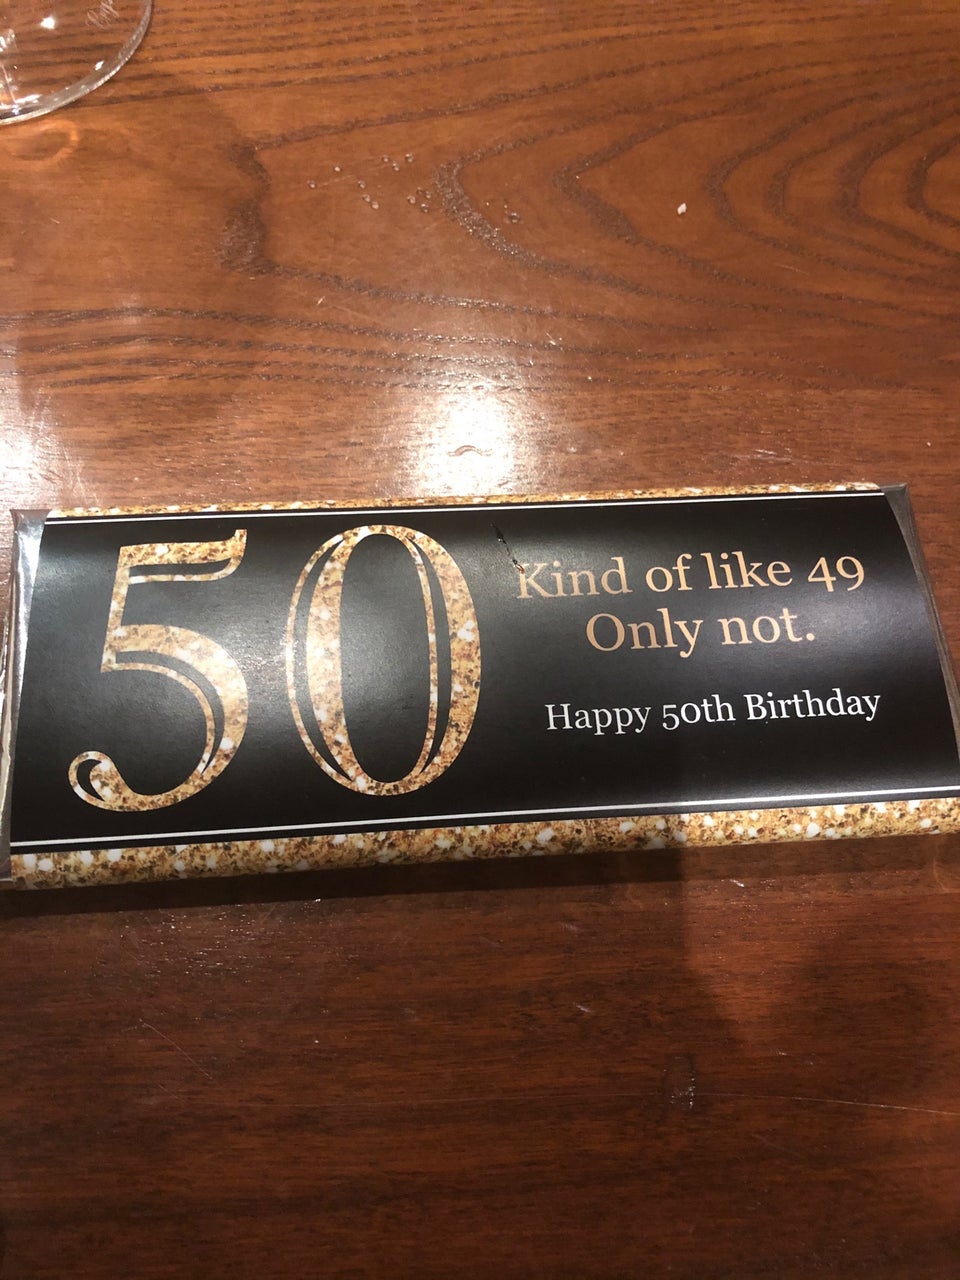 50
Kind of like 49
Only not.
Happy 50th Birthday